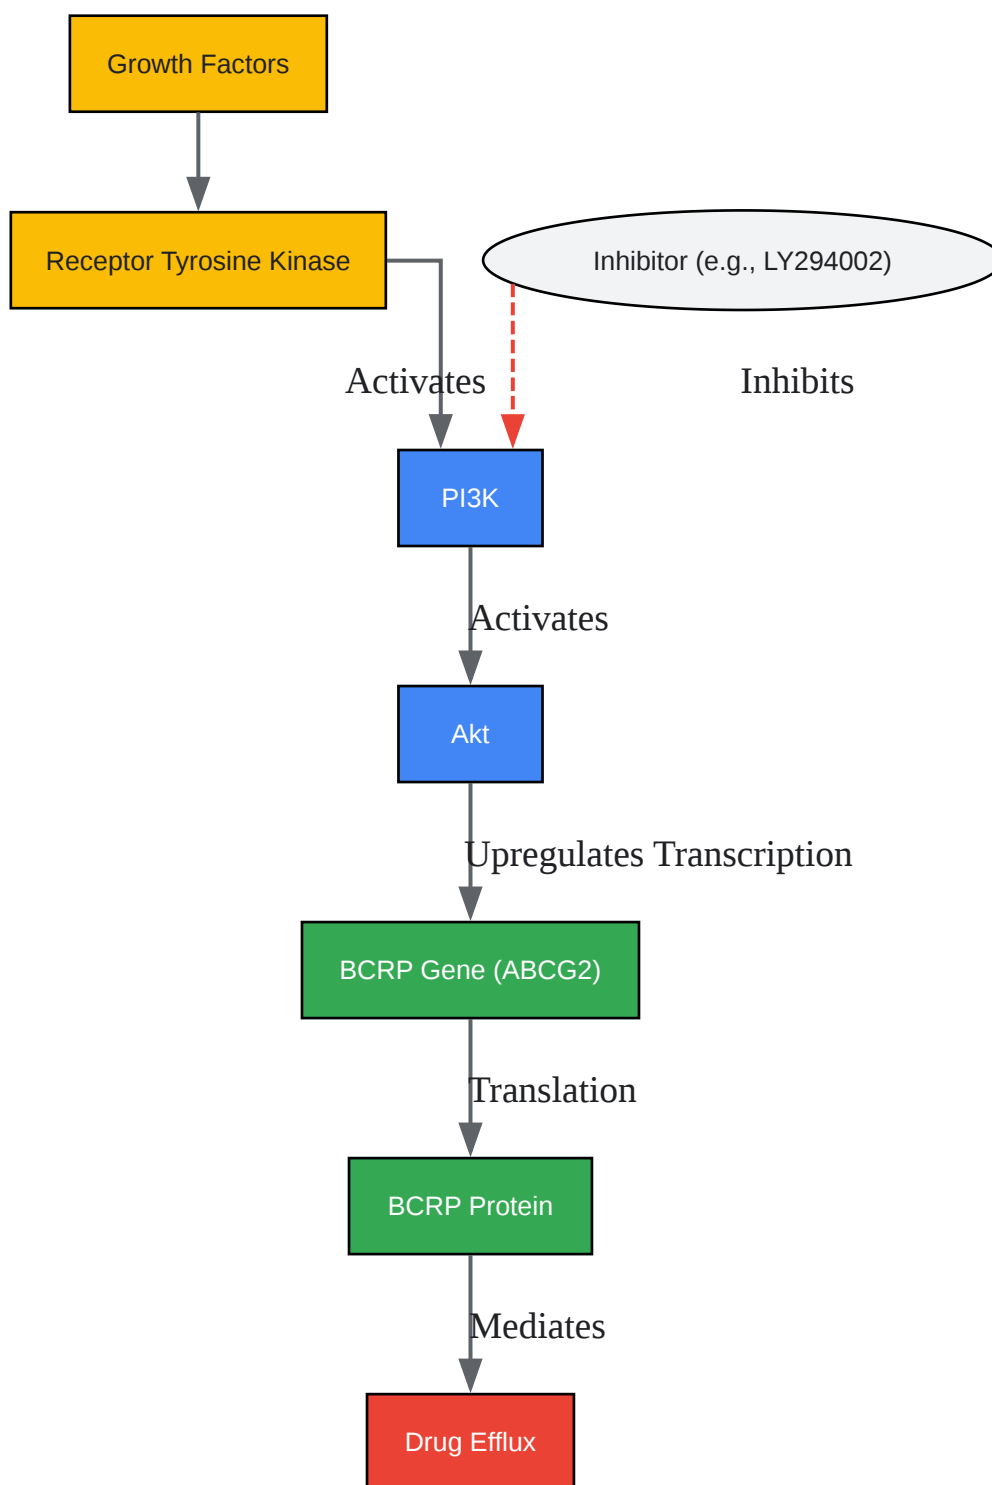 Growth Factors
Receptor Tyrosine Kinase
Inhibitor (e.g., LY294002)
Activates
Inhibits
PI3K
Activates
Akt
Upregulates Transcription
BCRP Gene (ABCG2)
Translation
BCRP Protein
Mediates
Drug Efflux